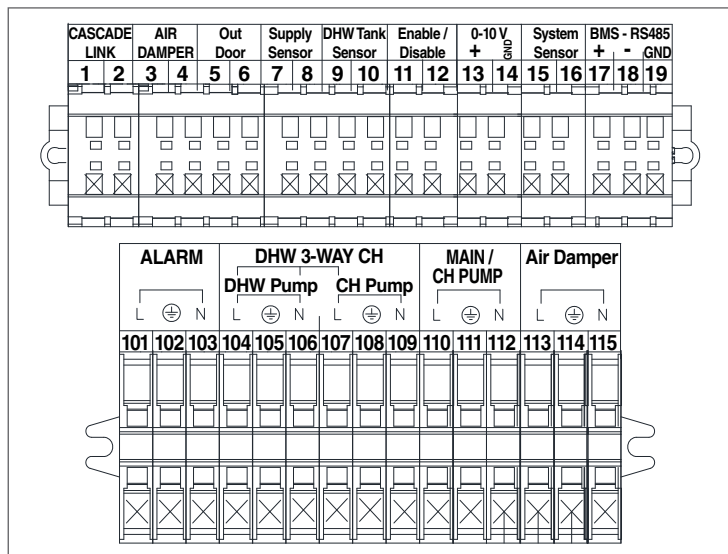 CASCADE LINK AIR DAMPER Out Door Supply Sensor DHW Tank Sensor Enable / Disable 0-10 V + GND System Sensor BMS - RS485 + - GND
1 2 3 4 5 6 7 8 9 10 11 12 13 14 15 16 17 18 19
ALARM DHW 3-WAY CH MAIN / CH PUMP Air Damper
DHW Pump CH Pump
L N L N L N L N L N
101 102 103 104 105 106 107 108 109 110 111 112 113 114 115